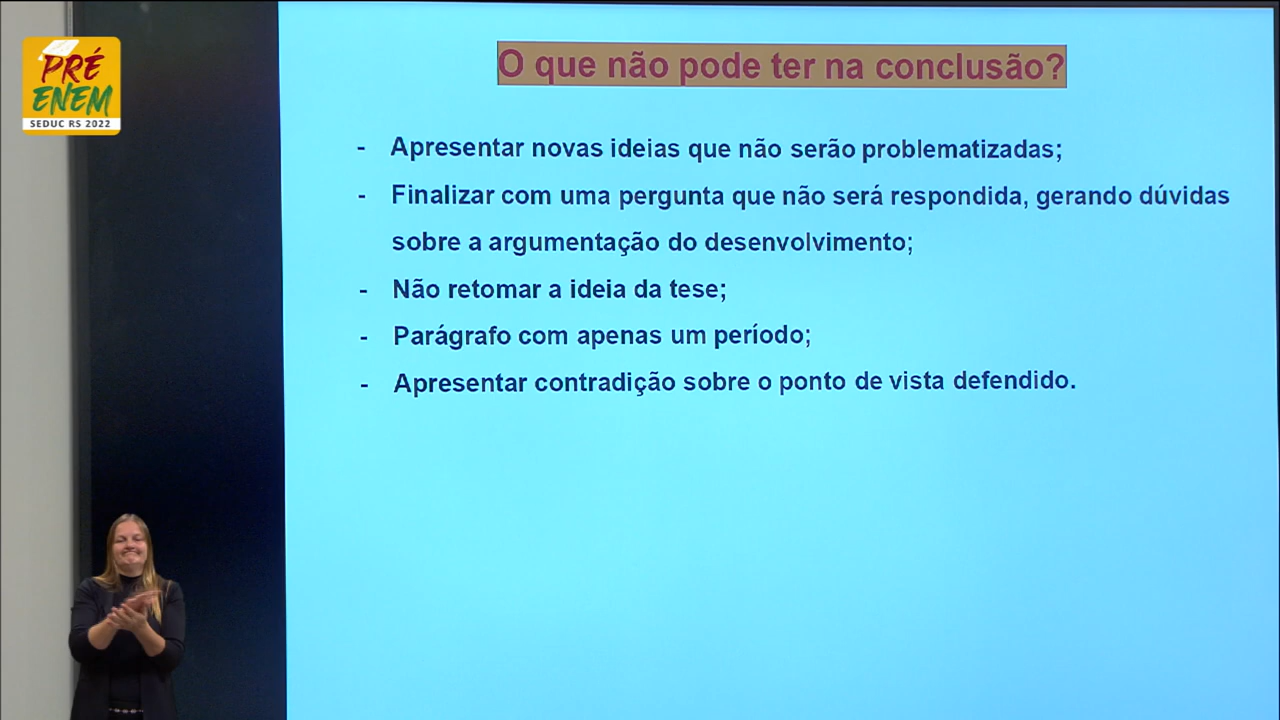 PRÉ
ENEM
SEDUC RS 2022
O que não pode ter na conclusão?
- Apresentar novas ideias que não serão problematizadas;
- Finalizar com uma pergunta que não será respondida, gerando dúvidas
sobre a argumentação do desenvolvimento;
- Não retomar a ideia da tese;
- Parágrafo com apenas um período;
- Apresentar contradição sobre o ponto de vista defendido.